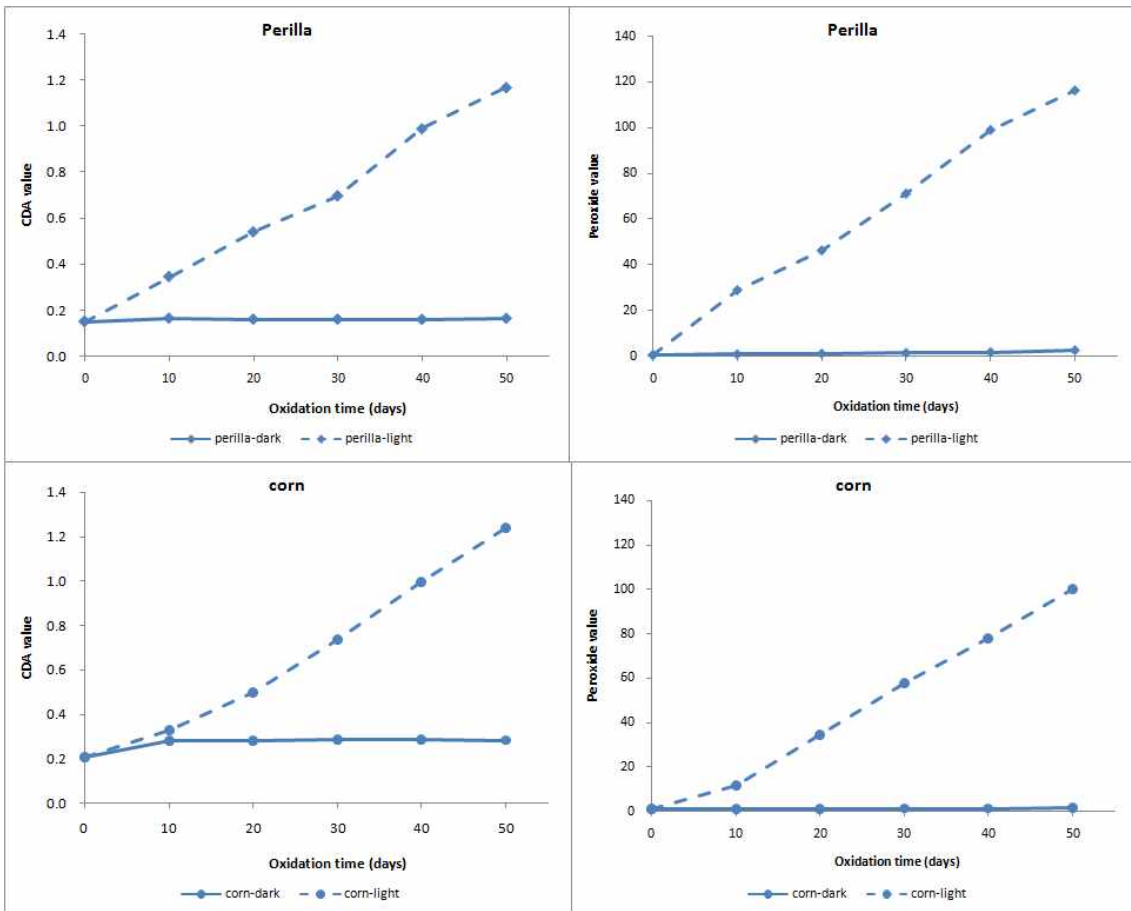 Perilla
1.4
1.2
1.0
0.8
0.6
0.4
0.2
0.0
CDA value
0 10 20 30 40 50
Oxidation time (days)
perilla-dark perilla-light
Perilla
140
120
100
80
60
40
20
0
Peroxide value
0 10 20 30 40 50
Oxidation time (days)
perilla-dark perilla-light
corn
1.4
1.2
1.0
0.8
0.6
0.4
0.2
0.0
CDA value
0 10 20 30 40 50
Oxidation time (days)
corn-dark corn-light
corn
140
120
100
80
60
40
20
0
Peroxide value
0 10 20 30 40 50
Oxidation time (days)
corn-dark corn-light